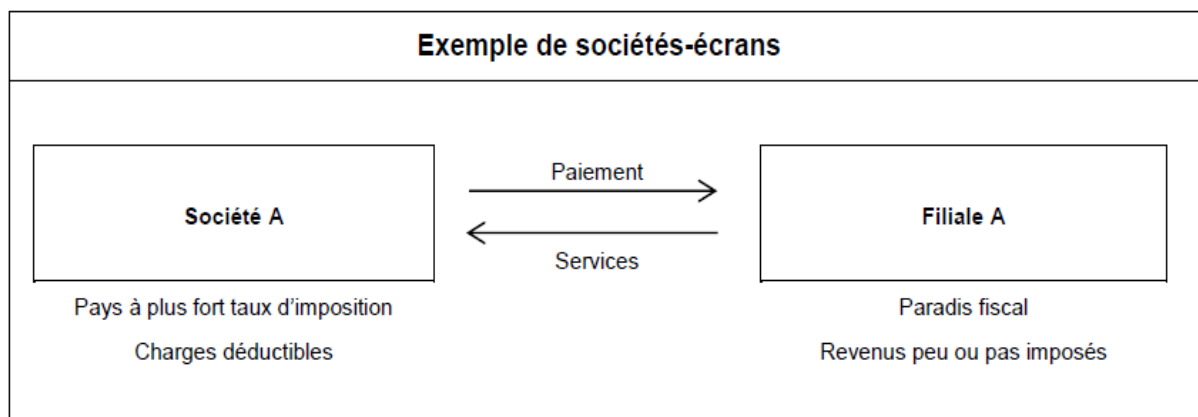 Exemple de sociétés-écrans
Paiement
Société A
Filiale A
Services
Pays à plus fort taux d'imposition
Paradis fiscal
Charges déductibles
Revenus peu ou pas imposés